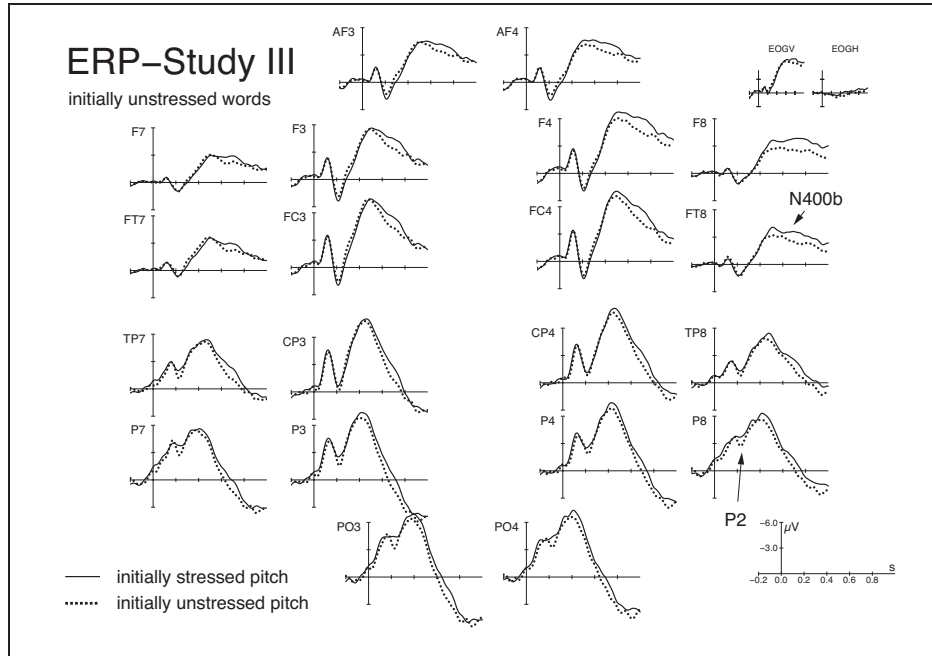 AF3 AF4
ERP–Study III
EOGV EOGH
initially unstressed words
F7 F3 F4 F8
N400b
FT7 FC3 FC4 FT8
TP7 CP3 CP4 TP8
P7 P3 P4 P8
P2
PO3 PO4
−6.0 µV
−3.0
initially stressed pitch
s
−0.2 0.0 0.2 0.4 0.6 0.8
initially unstressed pitch